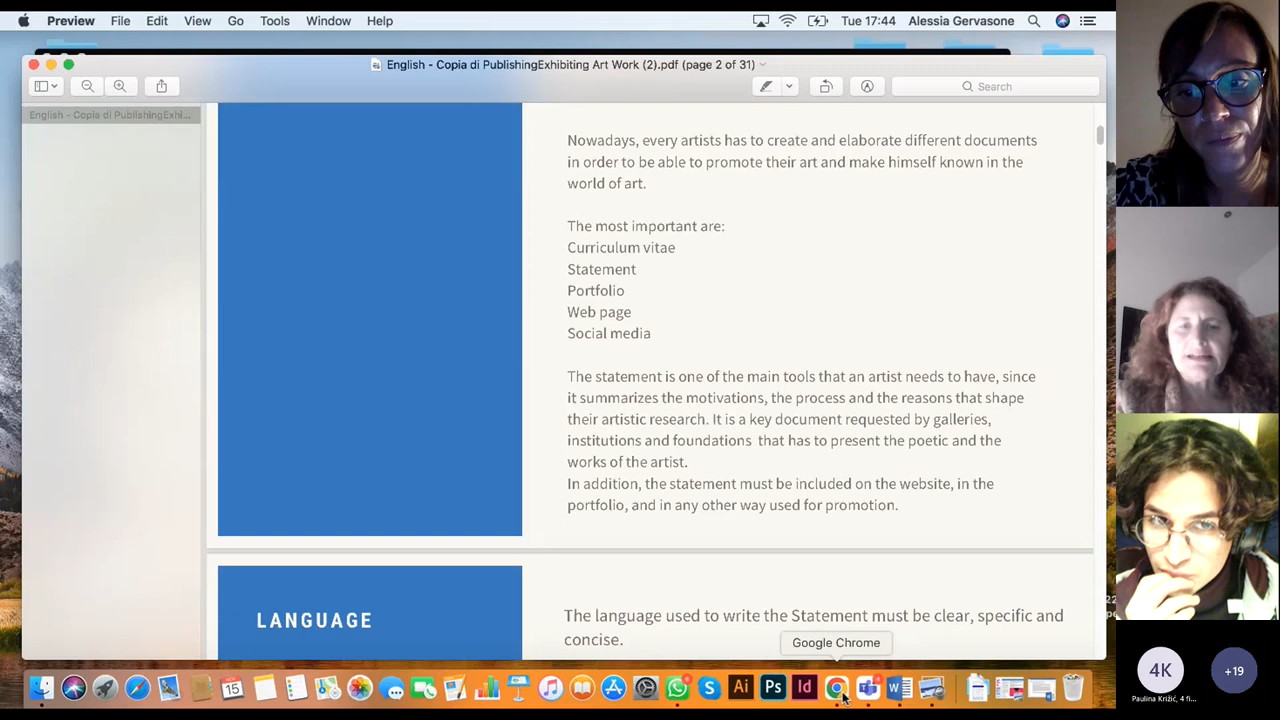 Preview File Edit View Go Tools Window Help Tue 17:44 Alessia Gervasone
English - Copia di PublishingExhibiting Art Work (2).pdf (page 2 of 31)
Search
English - Copia di PublishingExhi...
Nowadays, every artists has to create and elaborate different documents
in order to be able to promote their art and make himself known in the
world of art.
The most important are:
Curriculum vitae
Statement
Portfolio
Web page
Social media
The statement is one of the main tools that an artist needs to have, since
it summarizes the motivations, the process and the reasons that shape
their artistic research. It is a key document requested by galleries,
institutions and foundations that has to present the poetic and the
works of the artist.
In addition, the statement must be included on the website, in the
portfolio, and in any other way used for promotion.
LANGUAGE
The language used to write the Statement must be clear, specific and
concise.
Google Chrome
15
Ai Ps Id
4K
+19
Paulina Križić, 4 fi...